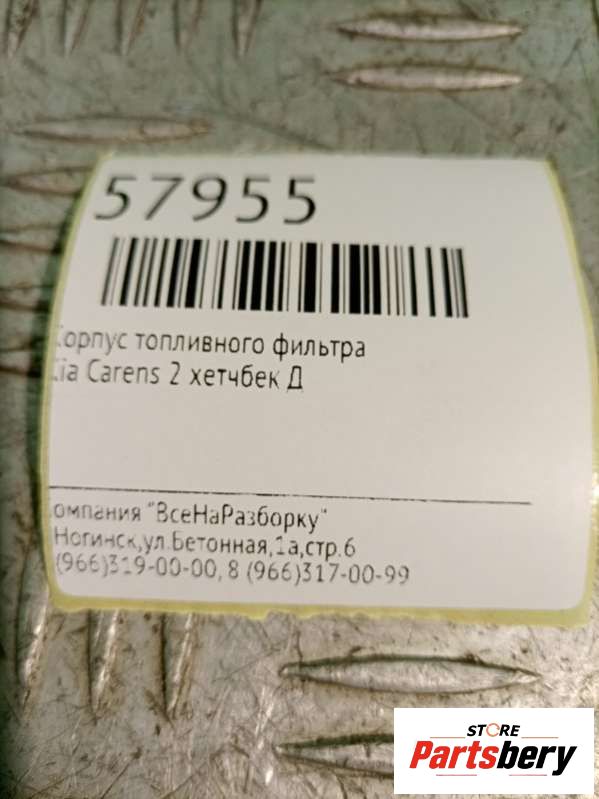 57955
Корпус топливного фильтра
Kia Carens 2 хетчбек Д
омпания "ВсеНаРазборку"
Ногинск,ул.Бетонная,1а,стр.6
(966)319-00-00, 8 (966)317-00-99
STORE
Partsbery